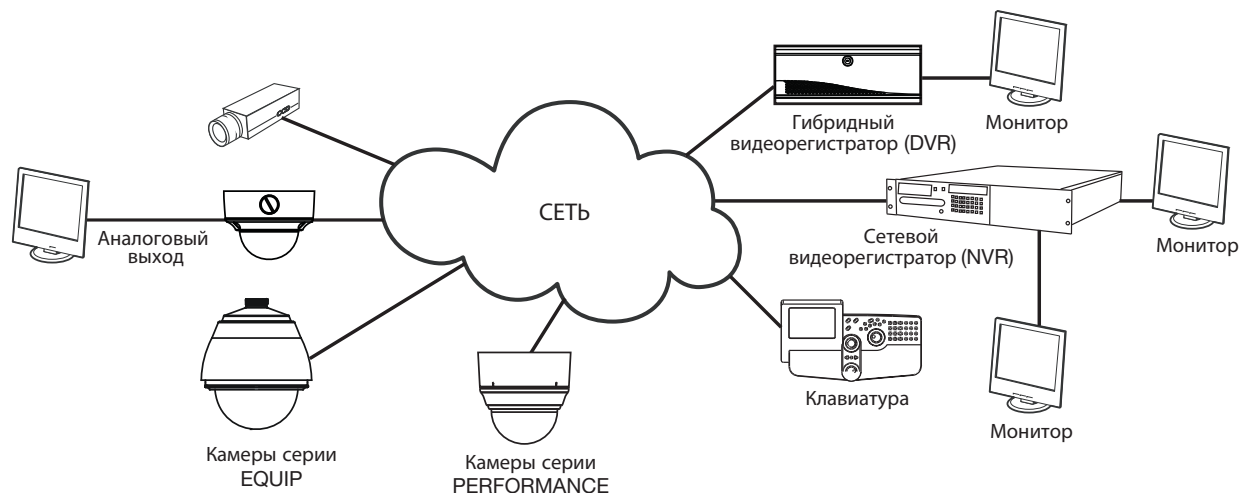 Гибридный
видеорегистратор (DVR)
Монитор
СЕТЬ
Аналоговый
выход
Сетевой
видеорегистратор (NVR)
Монитор
Клавиатура
Монитор
Камеры серии
EQUIP
Камеры серии
PERFORMANCE